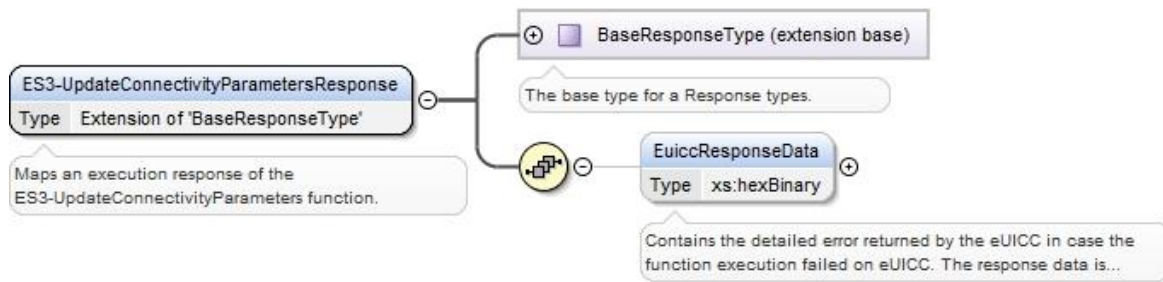 BaseResponseType (extension base)
The base type for a Response types.
ES3-UpdateConnectivityParametersResponse
Type Extension of 'BaseResponseType'
Maps an execution response of the
ES3-UpdateConnectivityParameters function.
EuiccResponseData
Type xs:hexBinary
Contains the detailed error returned by the eUICC in case the
function execution failed on eUICC. The response data is...